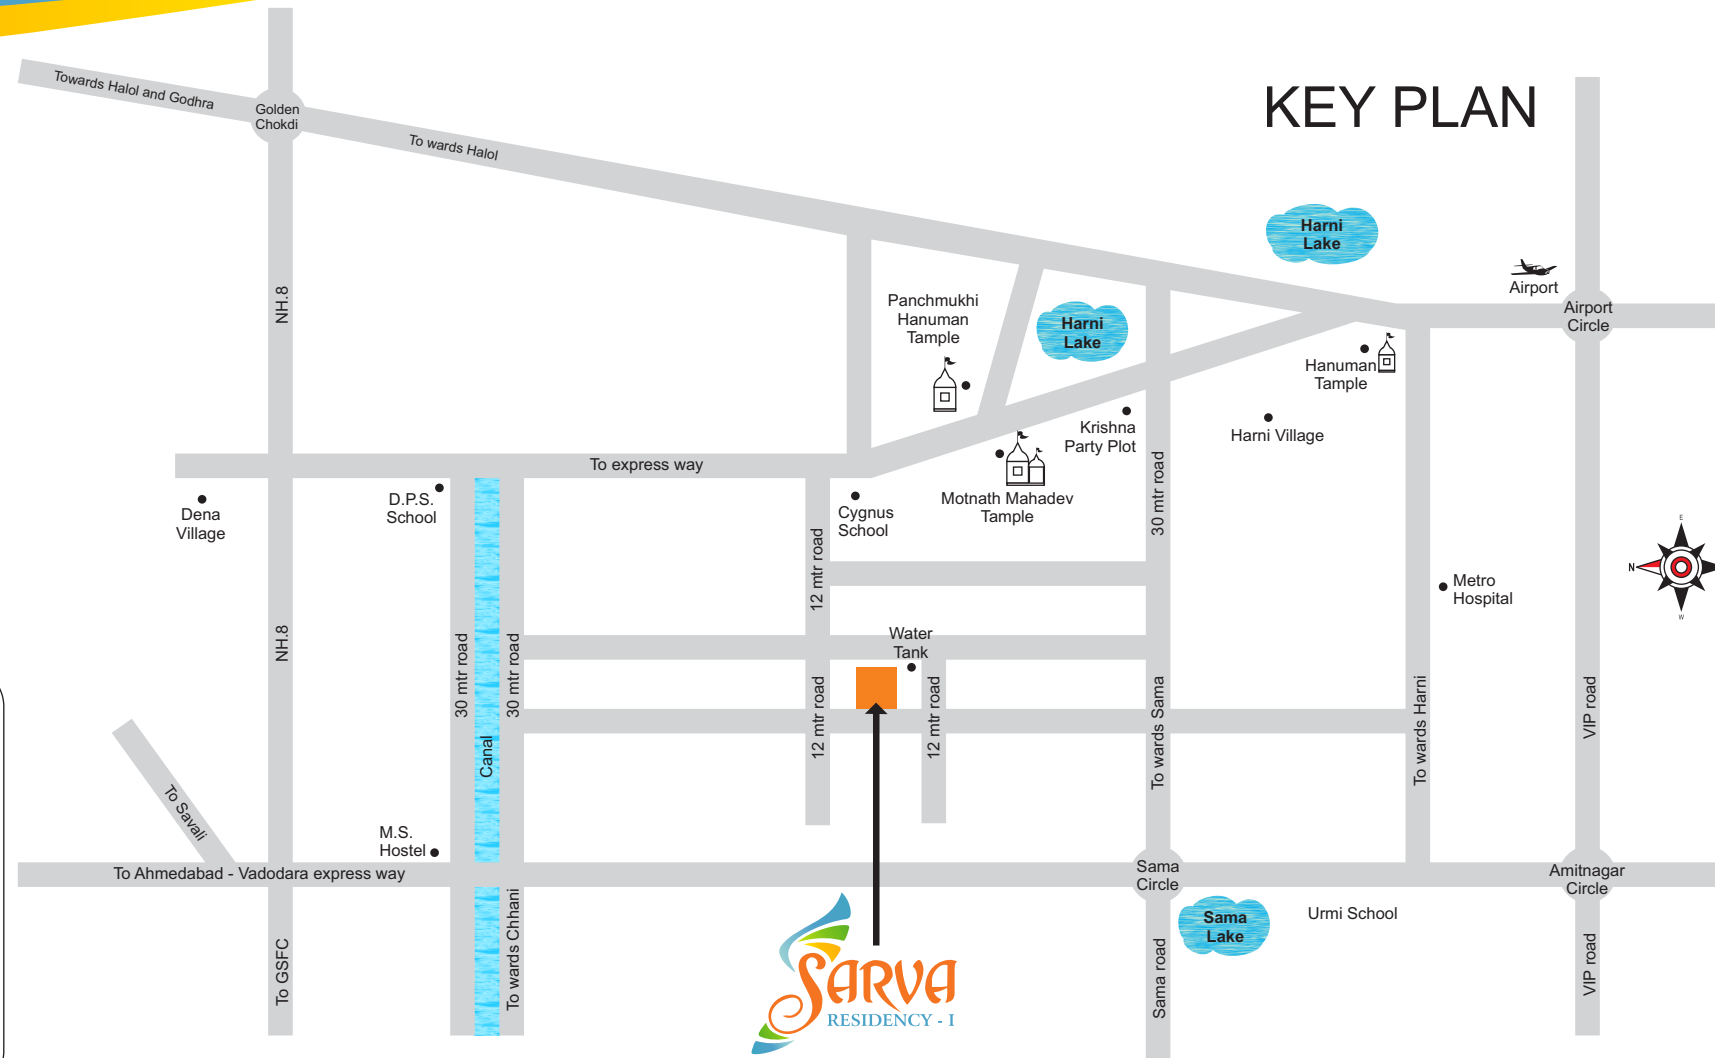 KEY PLAN
Towards Halol and Godhra
Golden
Chokdi
To wards Halol
Harni
Lake
Airport
Airport
Circle
NH.8
Panchmukhi
Hanuman
Tample
Harni
Lake
Hanuman
Tample
Krishna
Party Plot
Harni Village
To express way
Dena
Village
D.P.S.
School
Cygnus
School
Motnath Mahadev
Tample
30 mtr road
12 mtr road
E
N
W
Metro
Hospital
NH.8
30 mtr road
30 mtr road
Canal
Water
Tank
12 mtr road
12 mtr road
To wards Sama
To wards Harni
VIP road
To Savali
M.S.
Hostel
To Ahmedabad - Vadodara express way
Sama
Circle
Amitnagar
Circle
Sama
Lake
Urmi School
To GSFC
To wards Chhani
Sama road
VIP road
SARVA
RESIDENCY - I